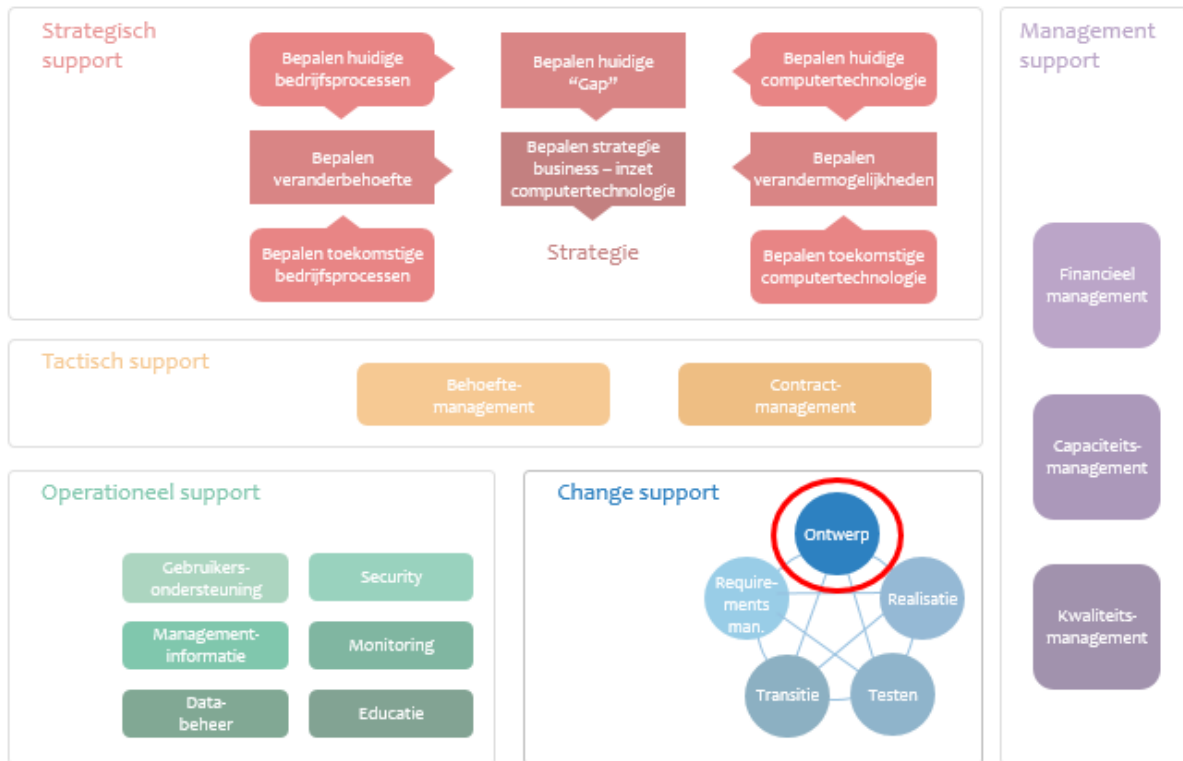 Strategisch
support
Bepalen huidige
bedrijfsprocessen
Bepalen huidige
“Gap”
Bepalen huidige
computertechnologie
Bepalen
veranderbehoefte
Bepalen strategie
business – inzet
computertechnologie
Bepalen
verandermogelijkheden
Bepalen toekomstige
bedrijfsprocessen
Strategie
Bepalen toekomstige
computertechnologie
Management
support
Financieel
management
Capaciteits-
management
Kwaliteits-
management
Tactisch support
Behoefte-
management
Contract-
management
Operationeel support
Gebruikers-
ondersteuning
Security
Management-
informatie
Monitoring
Data-
beheer
Educatie
Change support
Ontwerp
Require-
ments
man.
Realisatie
Transitie
Testen